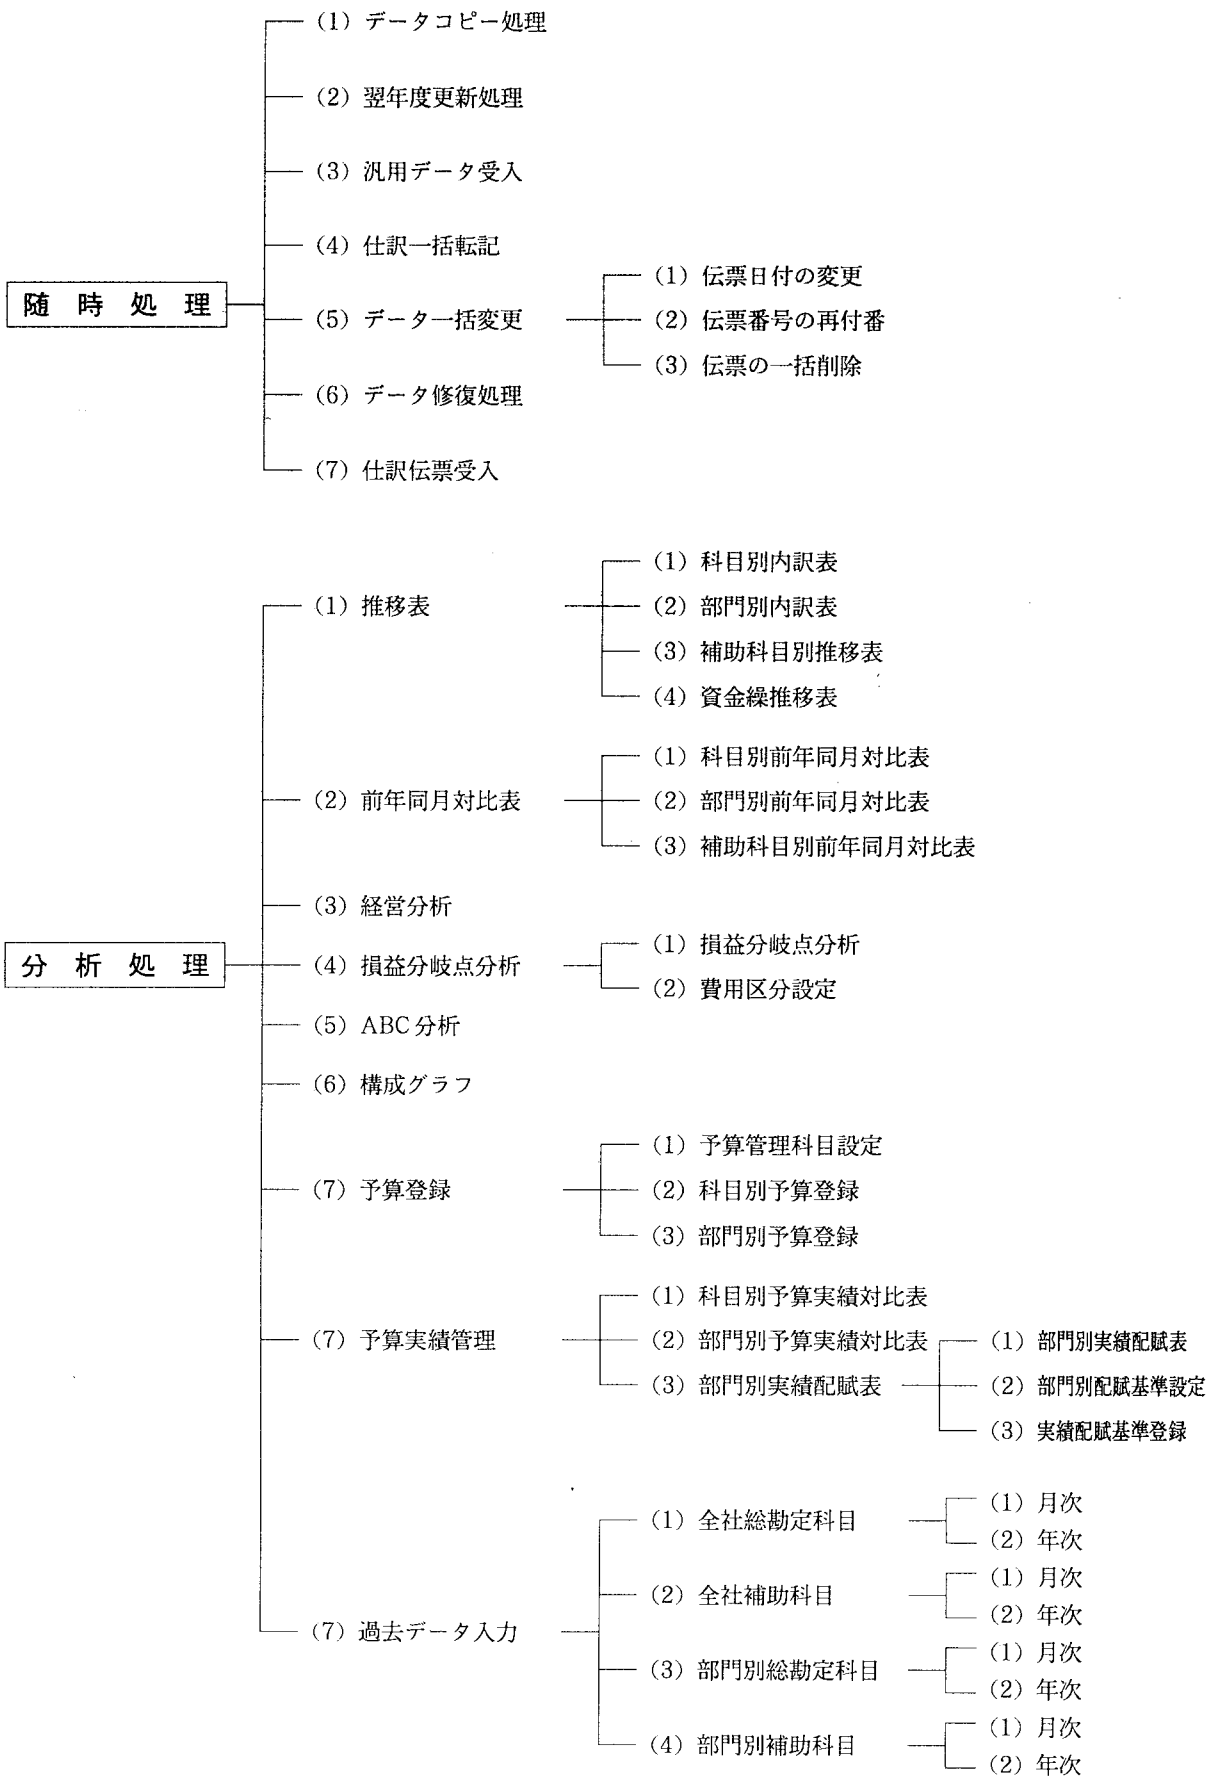 随時処理
(1) データコピー処理
(2) 翌年度更新処理
(3) 汎用データ受入
(4) 仕訳一括転記
(5) データ一括変更
(1) 伝票日付の変更
(2) 伝票番号の再付番
(3) 伝票の一括削除
(6) データ修復処理
(7) 仕訳伝票受入
分析処理
(1) 推移表
(1) 科目別内訳表
(2) 部門別内訳表
(3) 補助科目別推移表
(4) 資金繰推移表
(2) 前年同月対比表
(1) 科目別前年同月対比表
(2) 部門別前年同月対比表
(3) 補助科目別前年同月対比表
(3) 経営分析
(4) 損益分岐点分析
(1) 損益分岐点分析
(2) 費用区分設定
(5) ABC分析
(6) 構成グラフ
(7) 予算登録
(1) 予算管理科目設定
(2) 科目別予算登録
(3) 部門別予算登録
(7) 予算実績管理
(1) 科目別予算実績対比表
(2) 部門別予算実績対比表
(3) 部門別実績配賦表
(1) 部門別実績配賦表
(2) 部門別配賦基準設定
(3) 実績配賦基準登録
(7) 過去データ入力
(1) 全社総勘定科目
(1) 月次
(2) 年次
(2) 全社補助科目
(1) 月次
(2) 年次
(3) 部門別総勘定科目
(1) 月次
(2) 年次
(4) 部門別補助科目
(1) 月次
(2) 年次